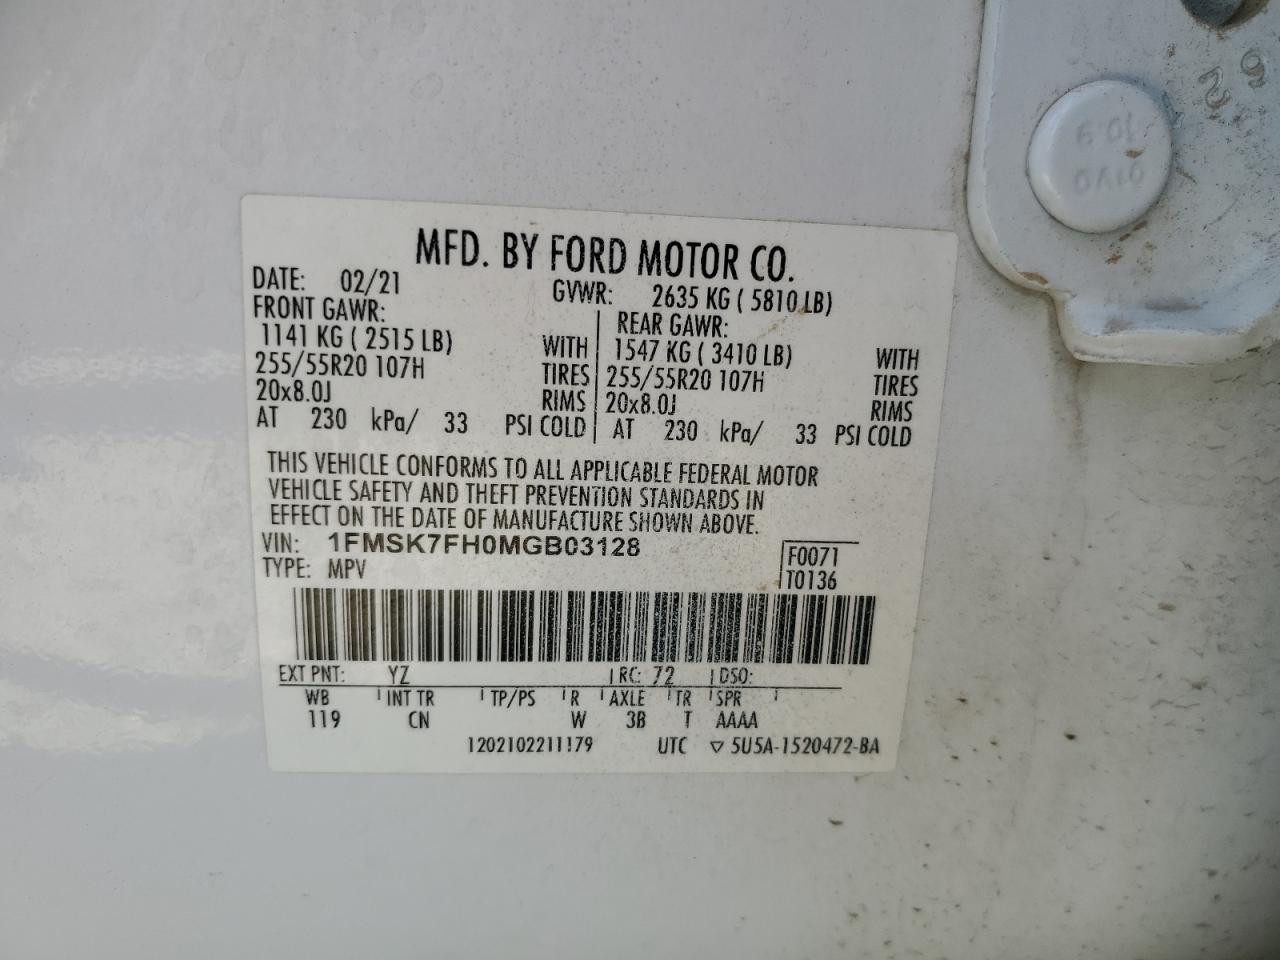 MFD. BY FORD MOTOR CO.
DATE: 02/21 GVWR: 2635 KG ( 5810 LB)
FRONT GAWR: REAR GAWR:
1141 KG ( 2515 LB) WITH 1547 KG ( 3410 LB) WITH
255/55R20 107H TIRES 255/55R20 107H TIRES
20x8.0J RIMS 20x8.0J RIMS
AT 230 kPa/ 33 PSI COLD AT 230 kPa/ 33 PSI COLD
THIS VEHICLE CONFORMS TO ALL APPLICABLE FEDERAL MOTOR
VEHICLE SAFETY AND THEFT PREVENTION STANDARDS IN
EFFECT ON THE DATE OF MANUFACTURE SHOWN ABOVE.
VIN: 1FMSK7FH0MGB03128 F0071
TYPE: MPV T0136
EXT PNT: YZ RC: 72 DSO:
WB INT TR TP/PS R AXLE TR SPR
119 CN W 3B T AAAA
1202102211179 UTC ▽ 5U5A-1520472-BA
10.9